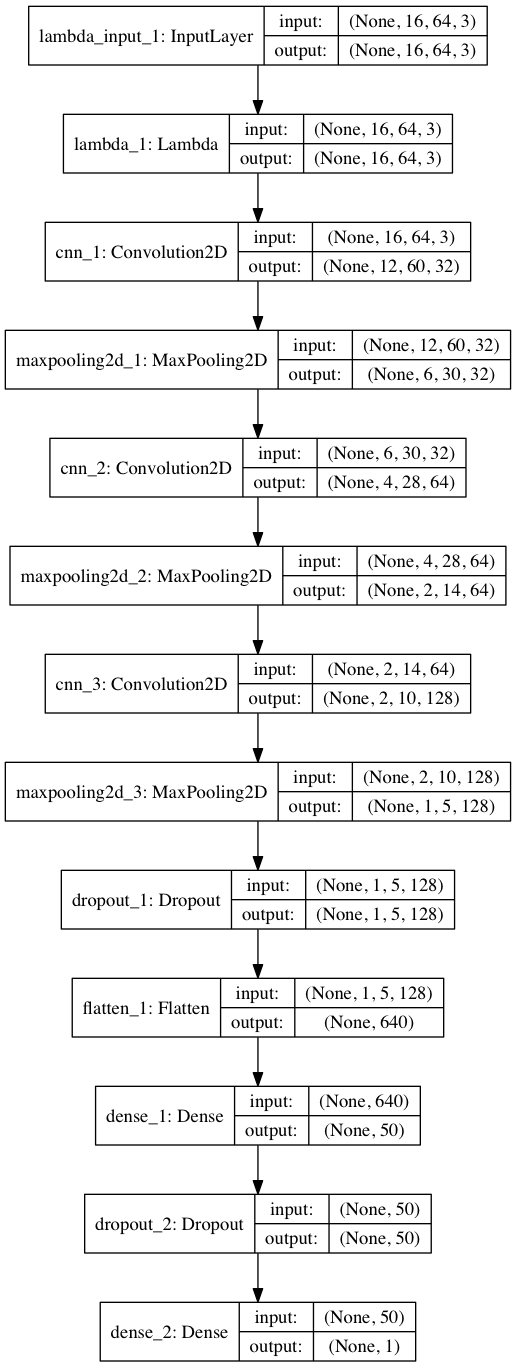 lambda_input_1: InputLayer
input: (None, 16, 64, 3)
output: (None, 16, 64, 3)
lambda_1: Lambda
input: (None, 16, 64, 3)
output: (None, 16, 64, 3)
cnn_1: Convolution2D
input: (None, 16, 64, 3)
output: (None, 12, 60, 32)
maxpooling2d_1: MaxPooling2D
input: (None, 12, 60, 32)
output: (None, 6, 30, 32)
cnn_2: Convolution2D
input: (None, 6, 30, 32)
output: (None, 4, 28, 64)
maxpooling2d_2: MaxPooling2D
input: (None, 4, 28, 64)
output: (None, 2, 14, 64)
cnn_3: Convolution2D
input: (None, 2, 14, 64)
output: (None, 2, 10, 128)
maxpooling2d_3: MaxPooling2D
input: (None, 2, 10, 128)
output: (None, 1, 5, 128)
dropout_1: Dropout
input: (None, 1, 5, 128)
output: (None, 1, 5, 128)
flatten_1: Flatten
input: (None, 1, 5, 128)
output: (None, 640)
dense_1: Dense
input: (None, 640)
output: (None, 50)
dropout_2: Dropout
input: (None, 50)
output: (None, 50)
dense_2: Dense
input: (None, 50)
output: (None, 1)